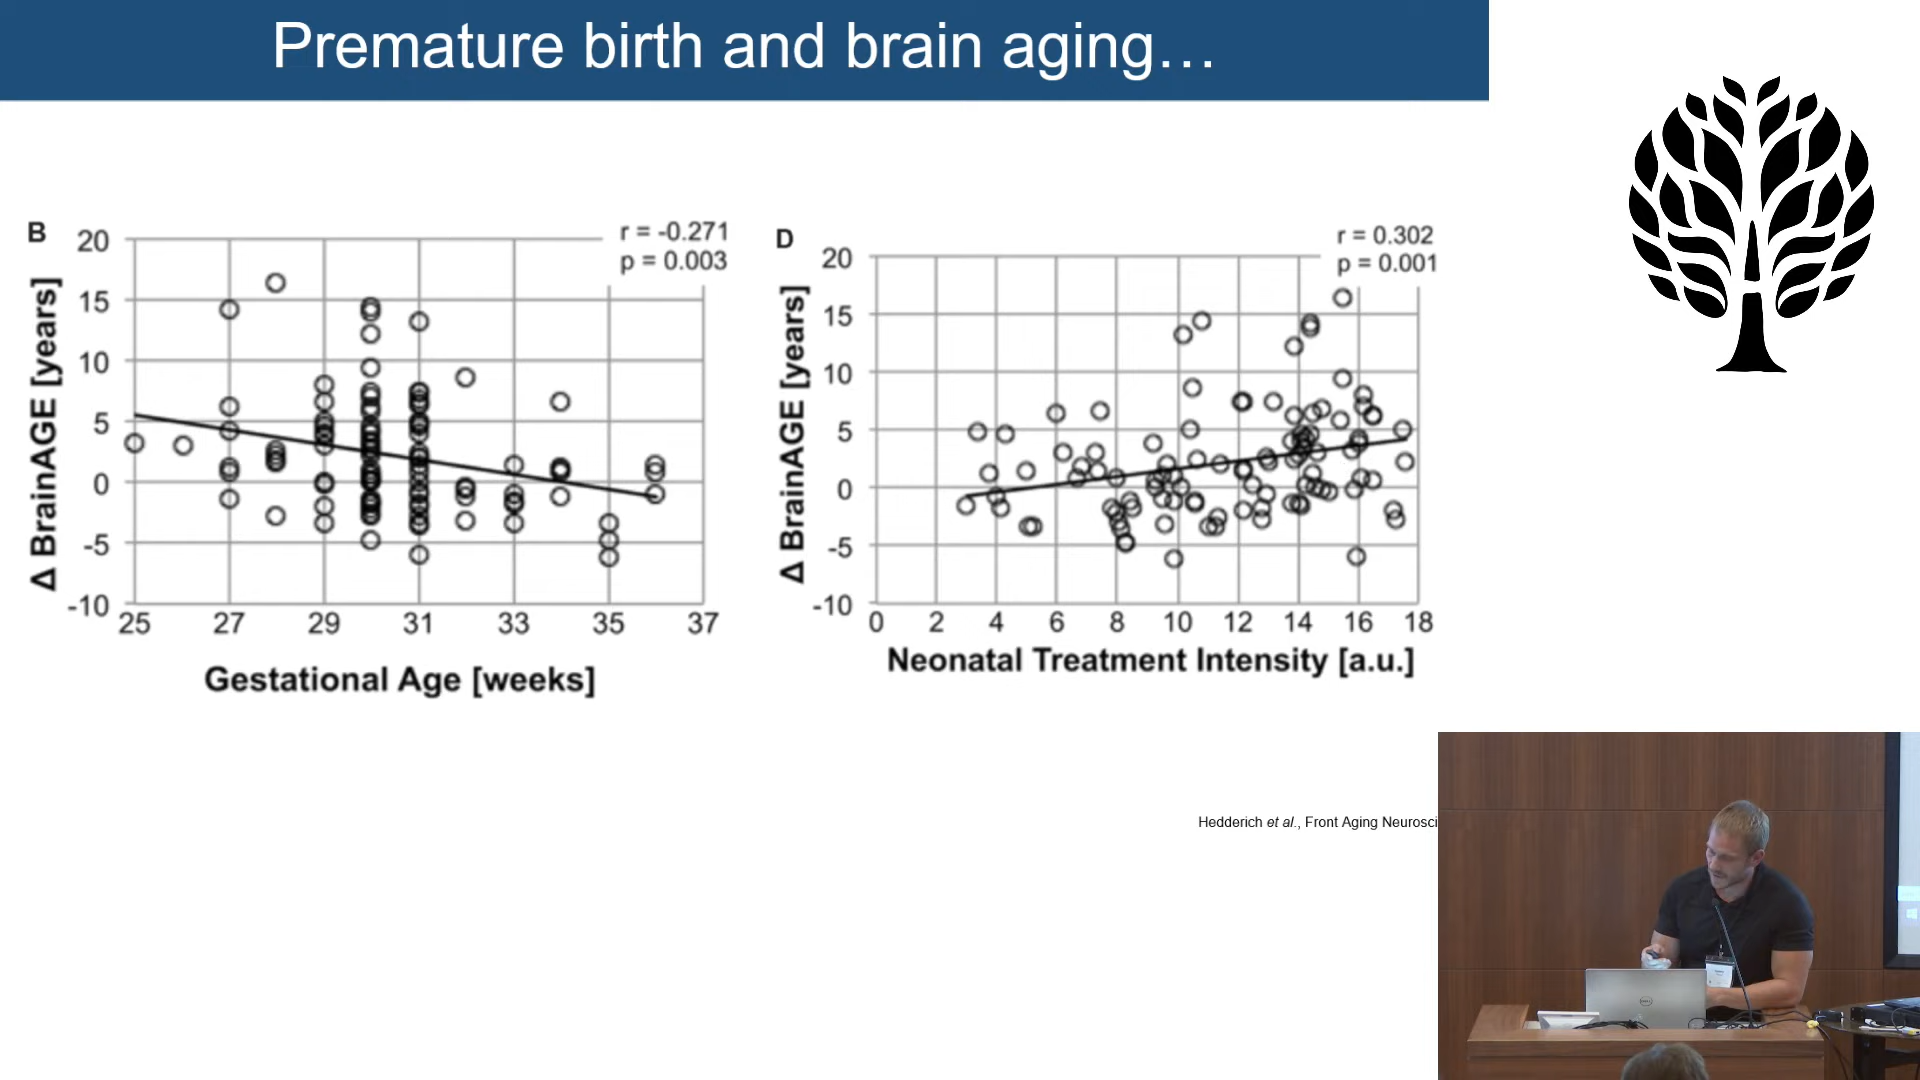 Premature birth and brain aging…
B
r = -0.271
p = 0.003
20
15
10
5
0
-5
-10
Δ BrainAGE [years]
25 27 29 31 33 35 37
Gestational Age [weeks]
D
r = 0.302
p = 0.001
20
15
10
5
0
-5
-10
Δ BrainAGE [years]
0 2 4 6 8 10 12 14 16 18
Neonatal Treatment Intensity [a.u.]
Hedderich et al., Front Aging Neurosci
DELL